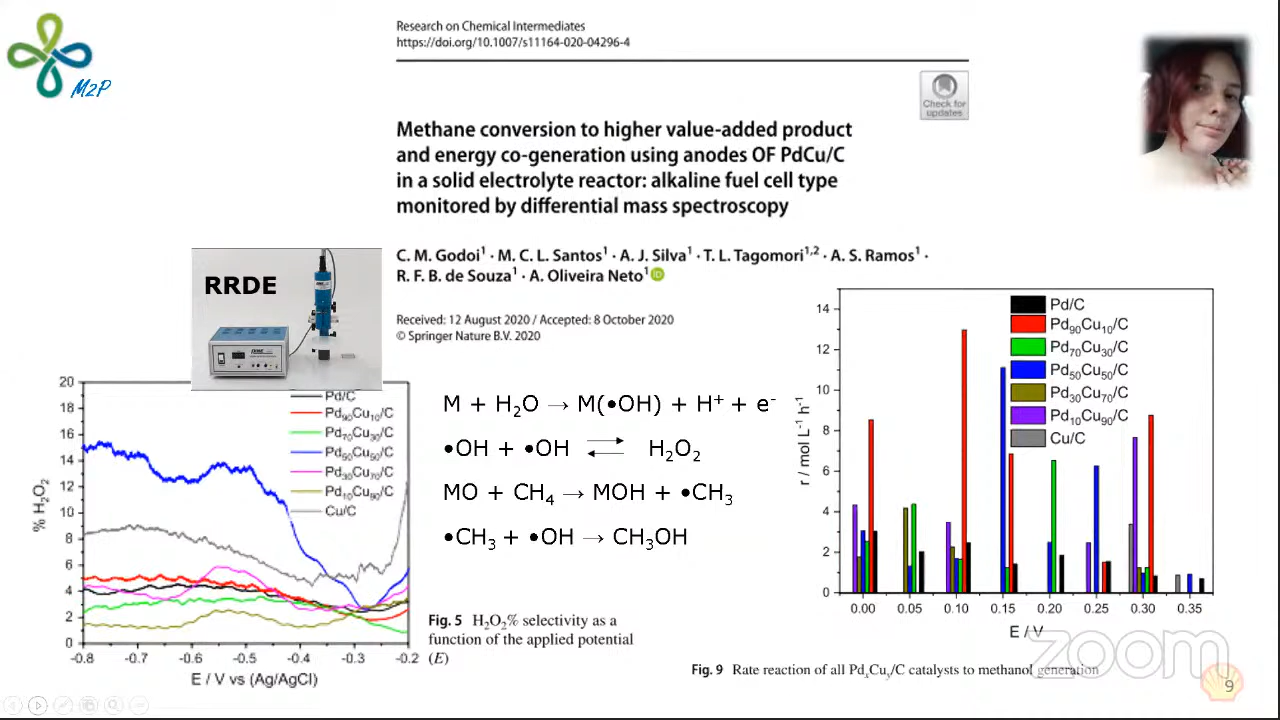 Research on Chemical Intermediates
https://doi.org/10.1007/s11164-020-04296-4
M2P
Check for
updates
Methane conversion to higher value-added product
and energy co-generation using anodes OF PdCu/C
in a solid electrolyte reactor: alkaline fuel cell type
monitored by differential mass spectroscopy
C. M. Godoi¹ · M. C. L. Santos¹ · A. J. Silva¹ · T. L. Tagomori¹,² · A. S. Ramos¹ ·
R. F. B. de Souza¹ · A. Oliveira Neto¹ iD
Received: 12 August 2020 / Accepted: 8 October 2020
© Springer Nature B.V. 2020
RRDE
20
18
16
14
12
10
8
6
4
2
0
% H₂O₂
Pd/C
Pd₉₀Cu₁₀/C
Pd₇₀Cu₃₀/C
Pd₅₀Cu₅₀/C
Pd₃₀Cu₇₀/C
Pd₁₀Cu₉₀/C
Cu/C
-0.8 -0.7 -0.6 -0.5 -0.4 -0.3 -0.2
E / V vs (Ag/AgCl)
M + H₂O → M(•OH) + H⁺ + e⁻
•OH + •OH ⇄ H₂O₂
MO + CH₄ → MOH + •CH₃
•CH₃ + •OH → CH₃OH
Fig. 5 H₂O₂% selectivity as a
function of the applied potential
(E)
14
12
10
8
6
4
2
0
r / mol L⁻¹ h⁻¹
Pd/C
Pd₉₀Cu₁₀/C
Pd₇₀Cu₃₀/C
Pd₅₀Cu₅₀/C
Pd₃₀Cu₇₀/C
Pd₁₀Cu₉₀/C
Cu/C
0.00 0.05 0.10 0.15 0.20 0.25 0.30 0.35
E / V
Fig. 9 Rate reaction of all PdₓCuᵧ/C catalysts to methanol generation
zoom
9